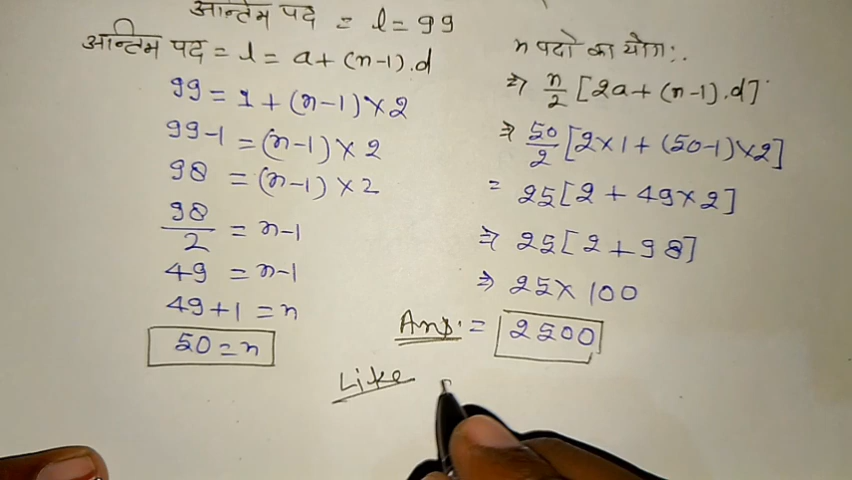 अन्तिम पद = l = 99
अन्तिम पद = l = a + (n-1).d
99 = 1 + (n-1) × 2
99-1 = (n-1) × 2
98 = (n-1) × 2
98/2 = n-1
49 = n-1
49+1 = n
50 = n
n पदो का योग:.
⇒ n/2 [2a + (n-1).d]
⇒ 50/2 [2×1 + (50-1)×2]
= 25[2 + 49×2]
⇒ 25[2+98]
⇒ 25 × 100
Ans. = 2500
Like